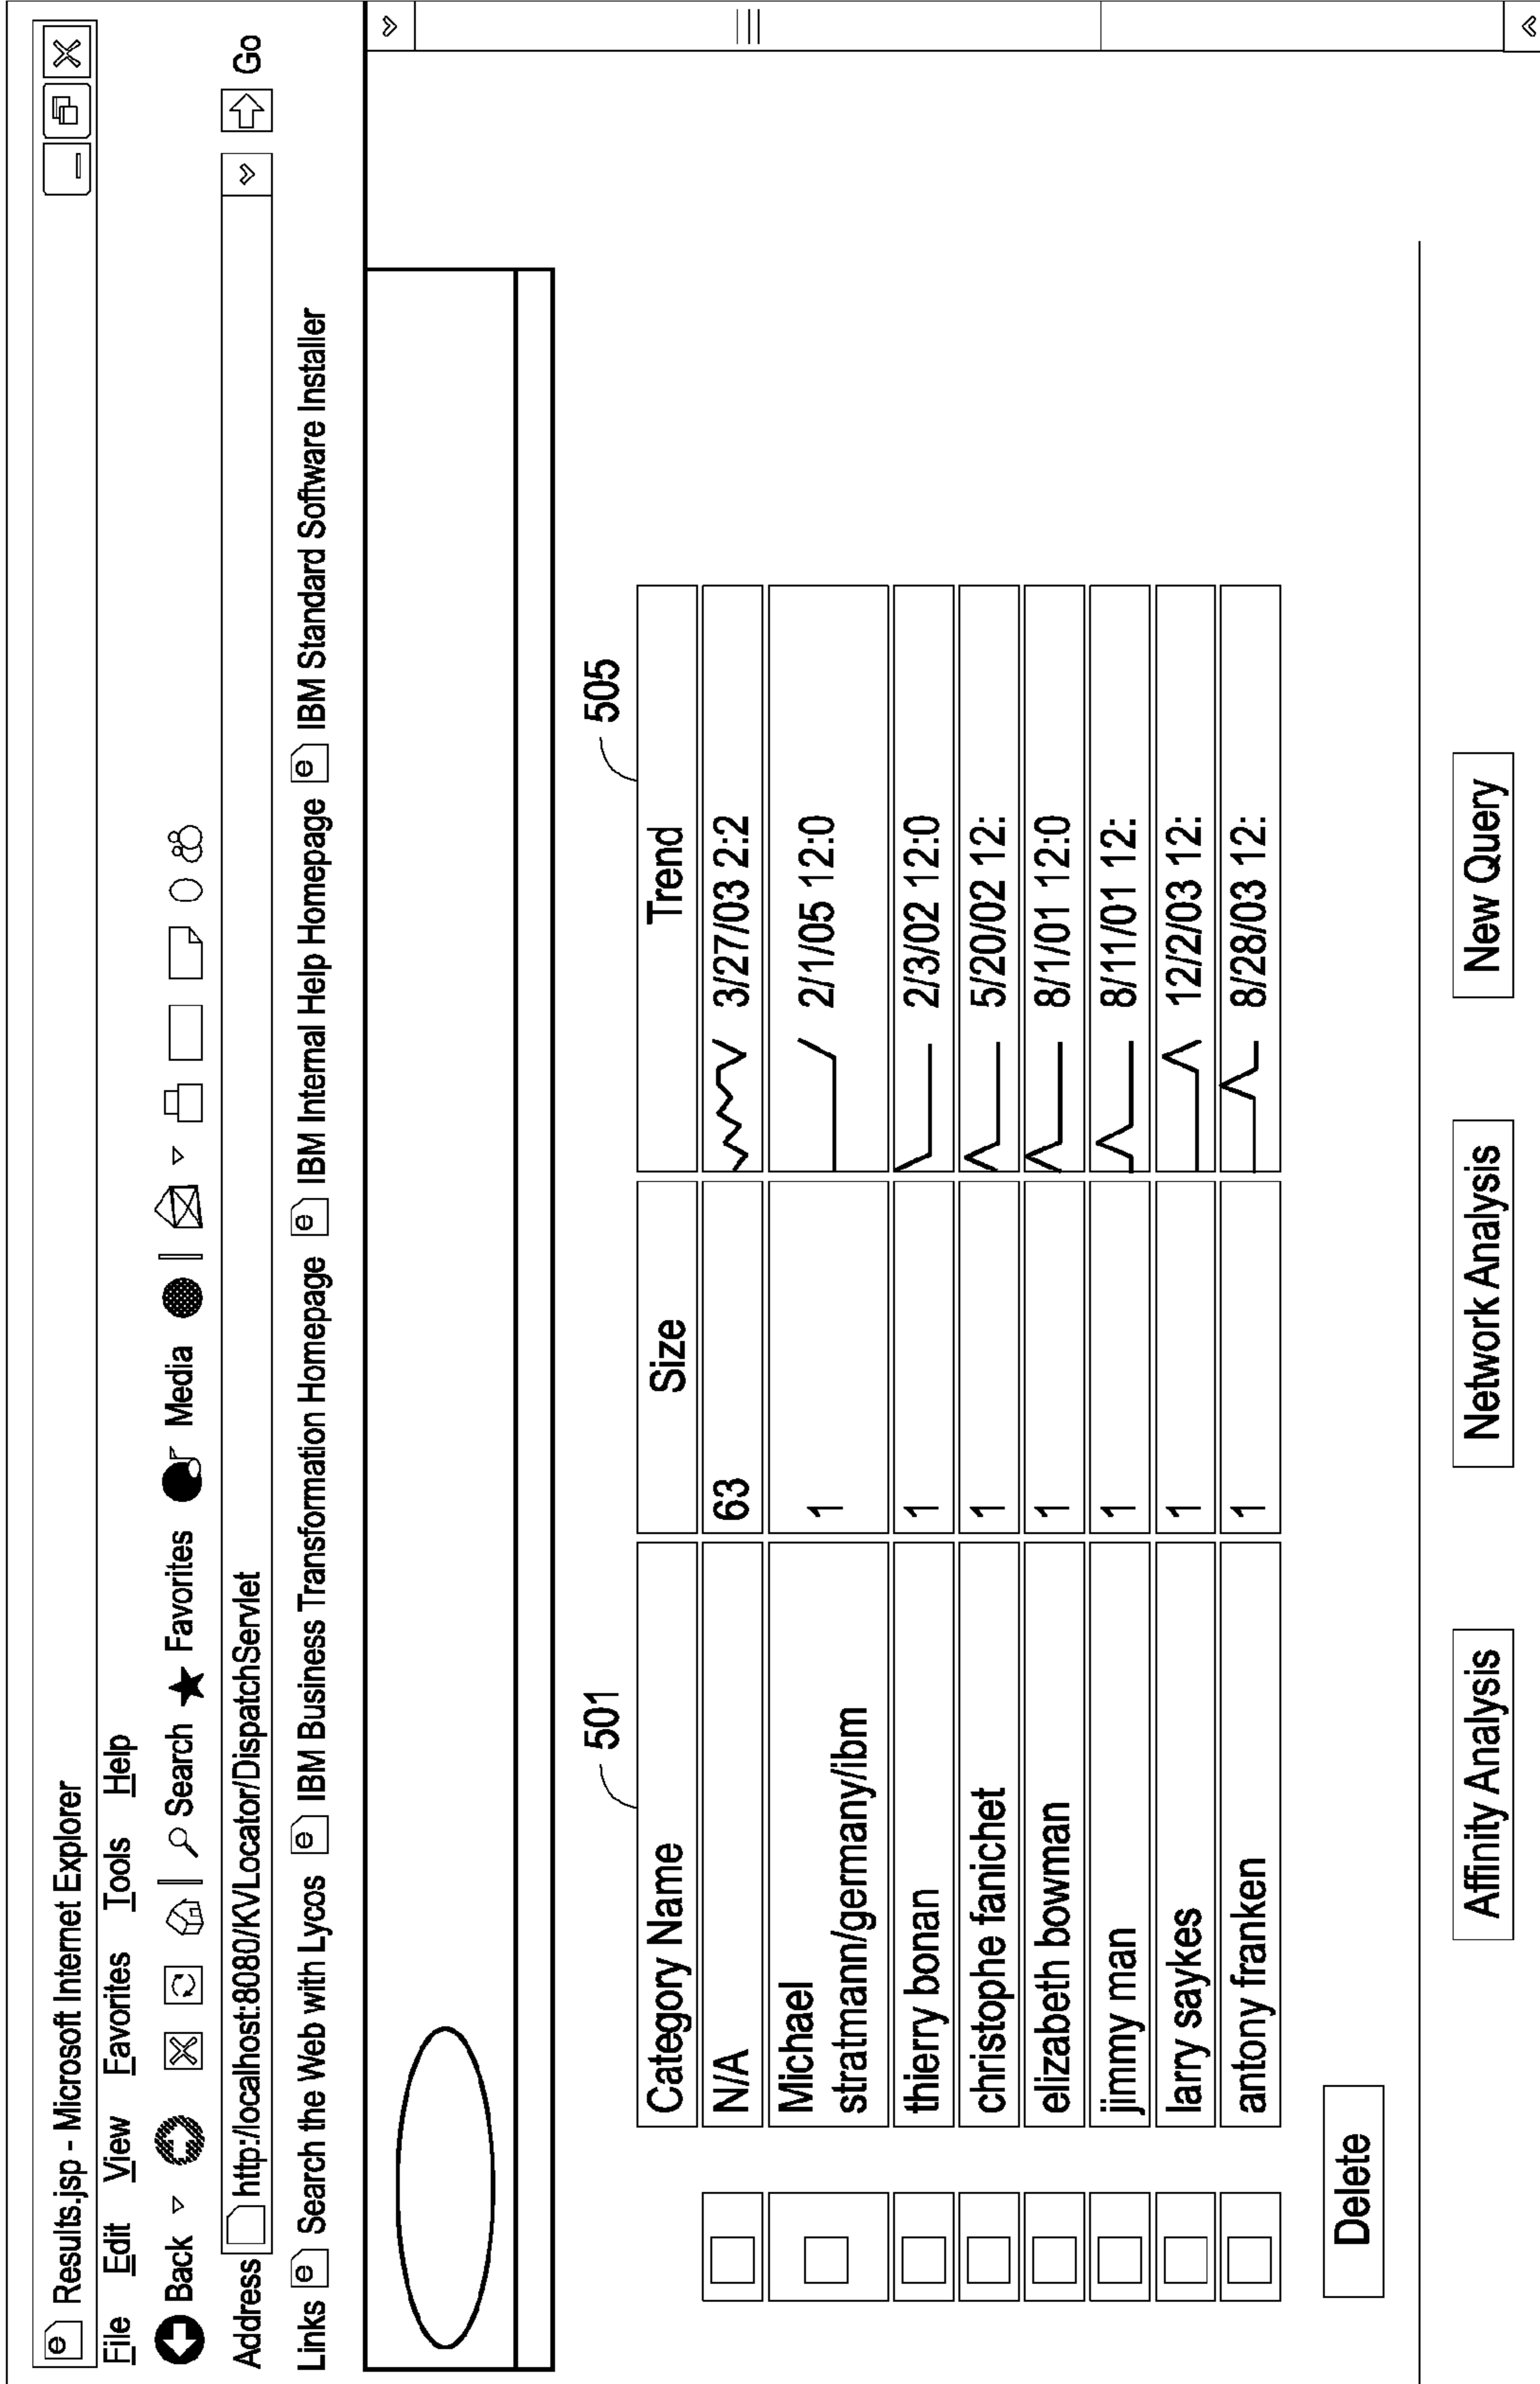 Results.jsp - Microsoft Internet Explorer
File Edit View Favorites Tools Help
Back Search Favorites Media
Address http:/localhost:8080/KVLocator/DispatchServlet Go
Links Search the Web with Lycos IBM Business Transformation Homepage IBM Internal Help Homepage IBM Standard Software Installer
501 505
Category Name Size Trend
N/A 63 3/27/03 2:2
Michael
stratmann/germany/ibm 1 2/1/05 12:0
thierry bonan 1 2/3/02 12:0
christophe fanichet 1 5/20/02 12:
elizabeth bowman 1 8/1/01 12:0
jimmy man 1 8/11/01 12:
larry saykes 1 12/2/03 12:
antony franken 1 8/28/03 12:
Delete
Affinity Analysis Network Analysis New Query